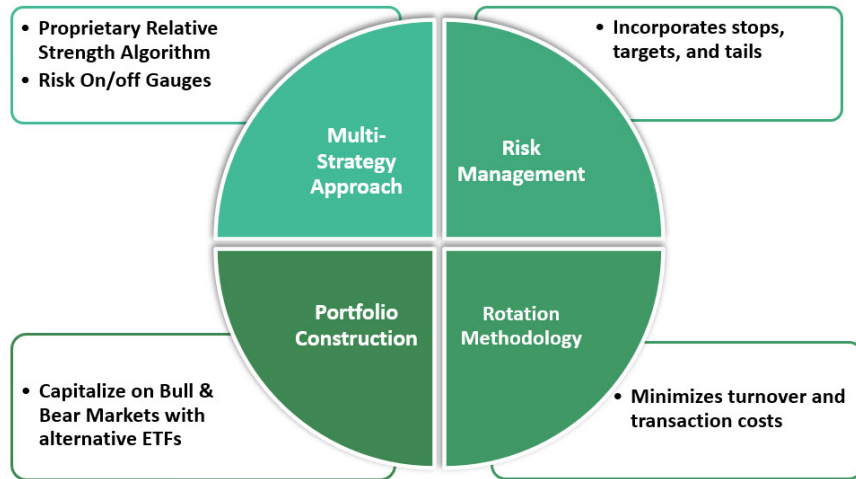 • Proprietary Relative
Strength Algorithm
• Risk On/off Gauges
• Incorporates stops,
targets, and tails
Multi-
Strategy
Approach
Risk
Management
Portfolio
Construction
Rotation
Methodology
• Capitalize on Bull &
Bear Markets with
alternative ETFs
• Minimizes turnover and
transaction costs